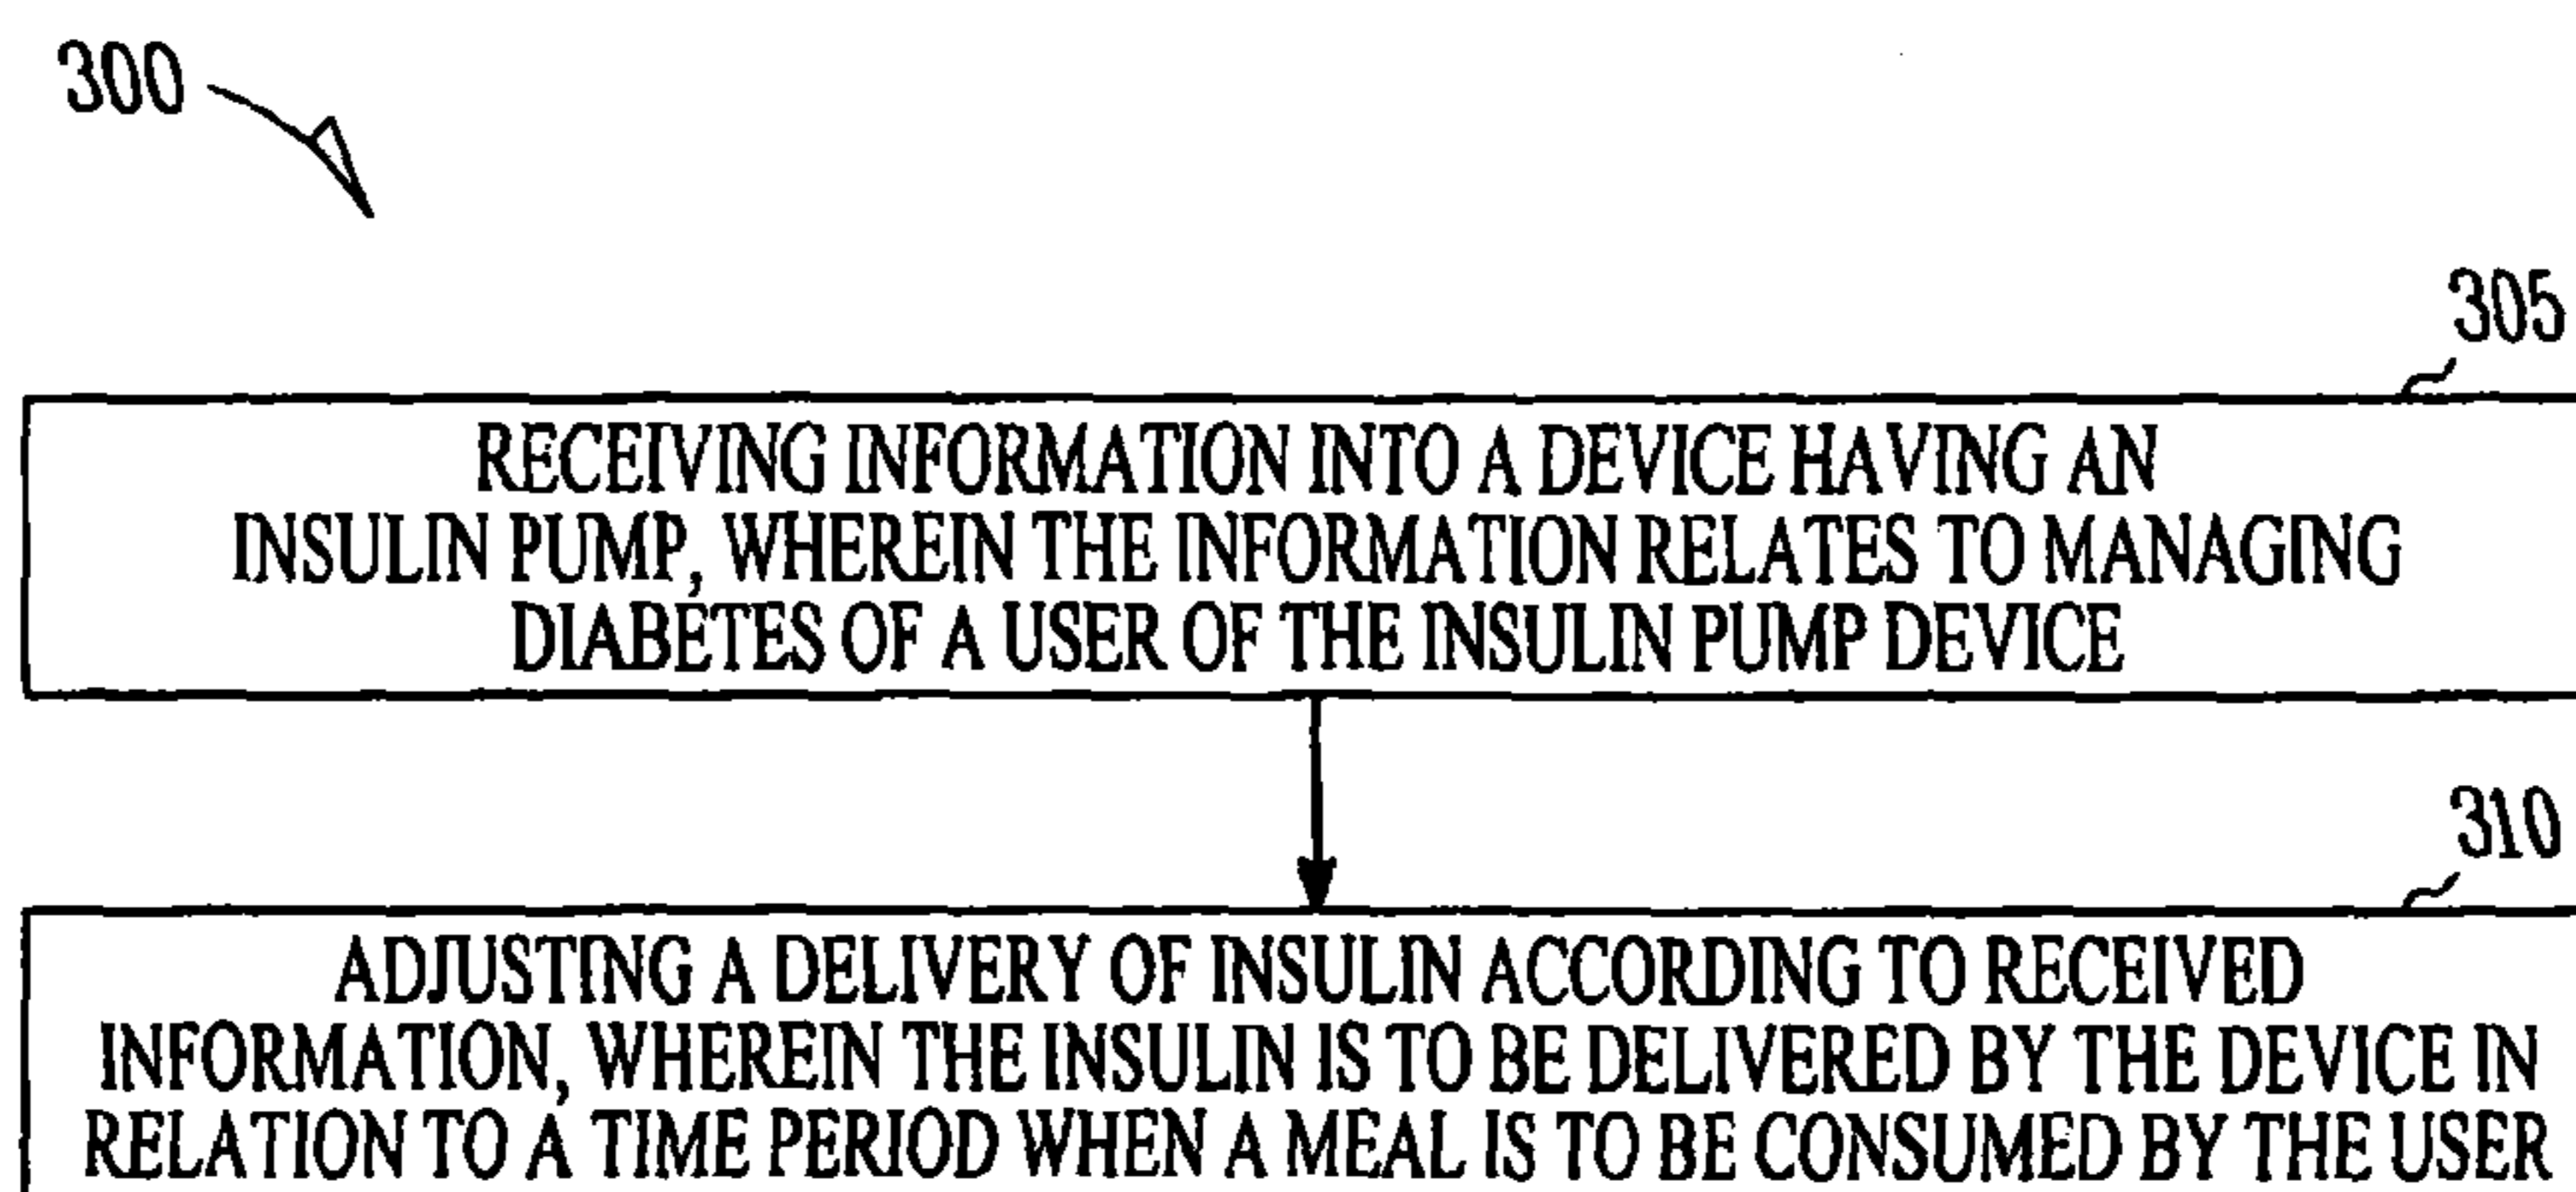 300
305
RECEIVING INFORMATION INTO A DEVICE HAVING AN
INSULIN PUMP, WHEREIN THE INFORMATION RELATES TO MANAGING
DIABETES OF A USER OF THE INSULIN PUMP DEVICE
310
ADJUSTING A DELIVERY OF INSULIN ACCORDING TO RECEIVED
INFORMATION, WHEREIN THE INSULIN IS TO BE DELIVERED BY THE DEVICE IN
RELATION TO A TIME PERIOD WHEN A MEAL IS TO BE CONSUMED BY THE USER